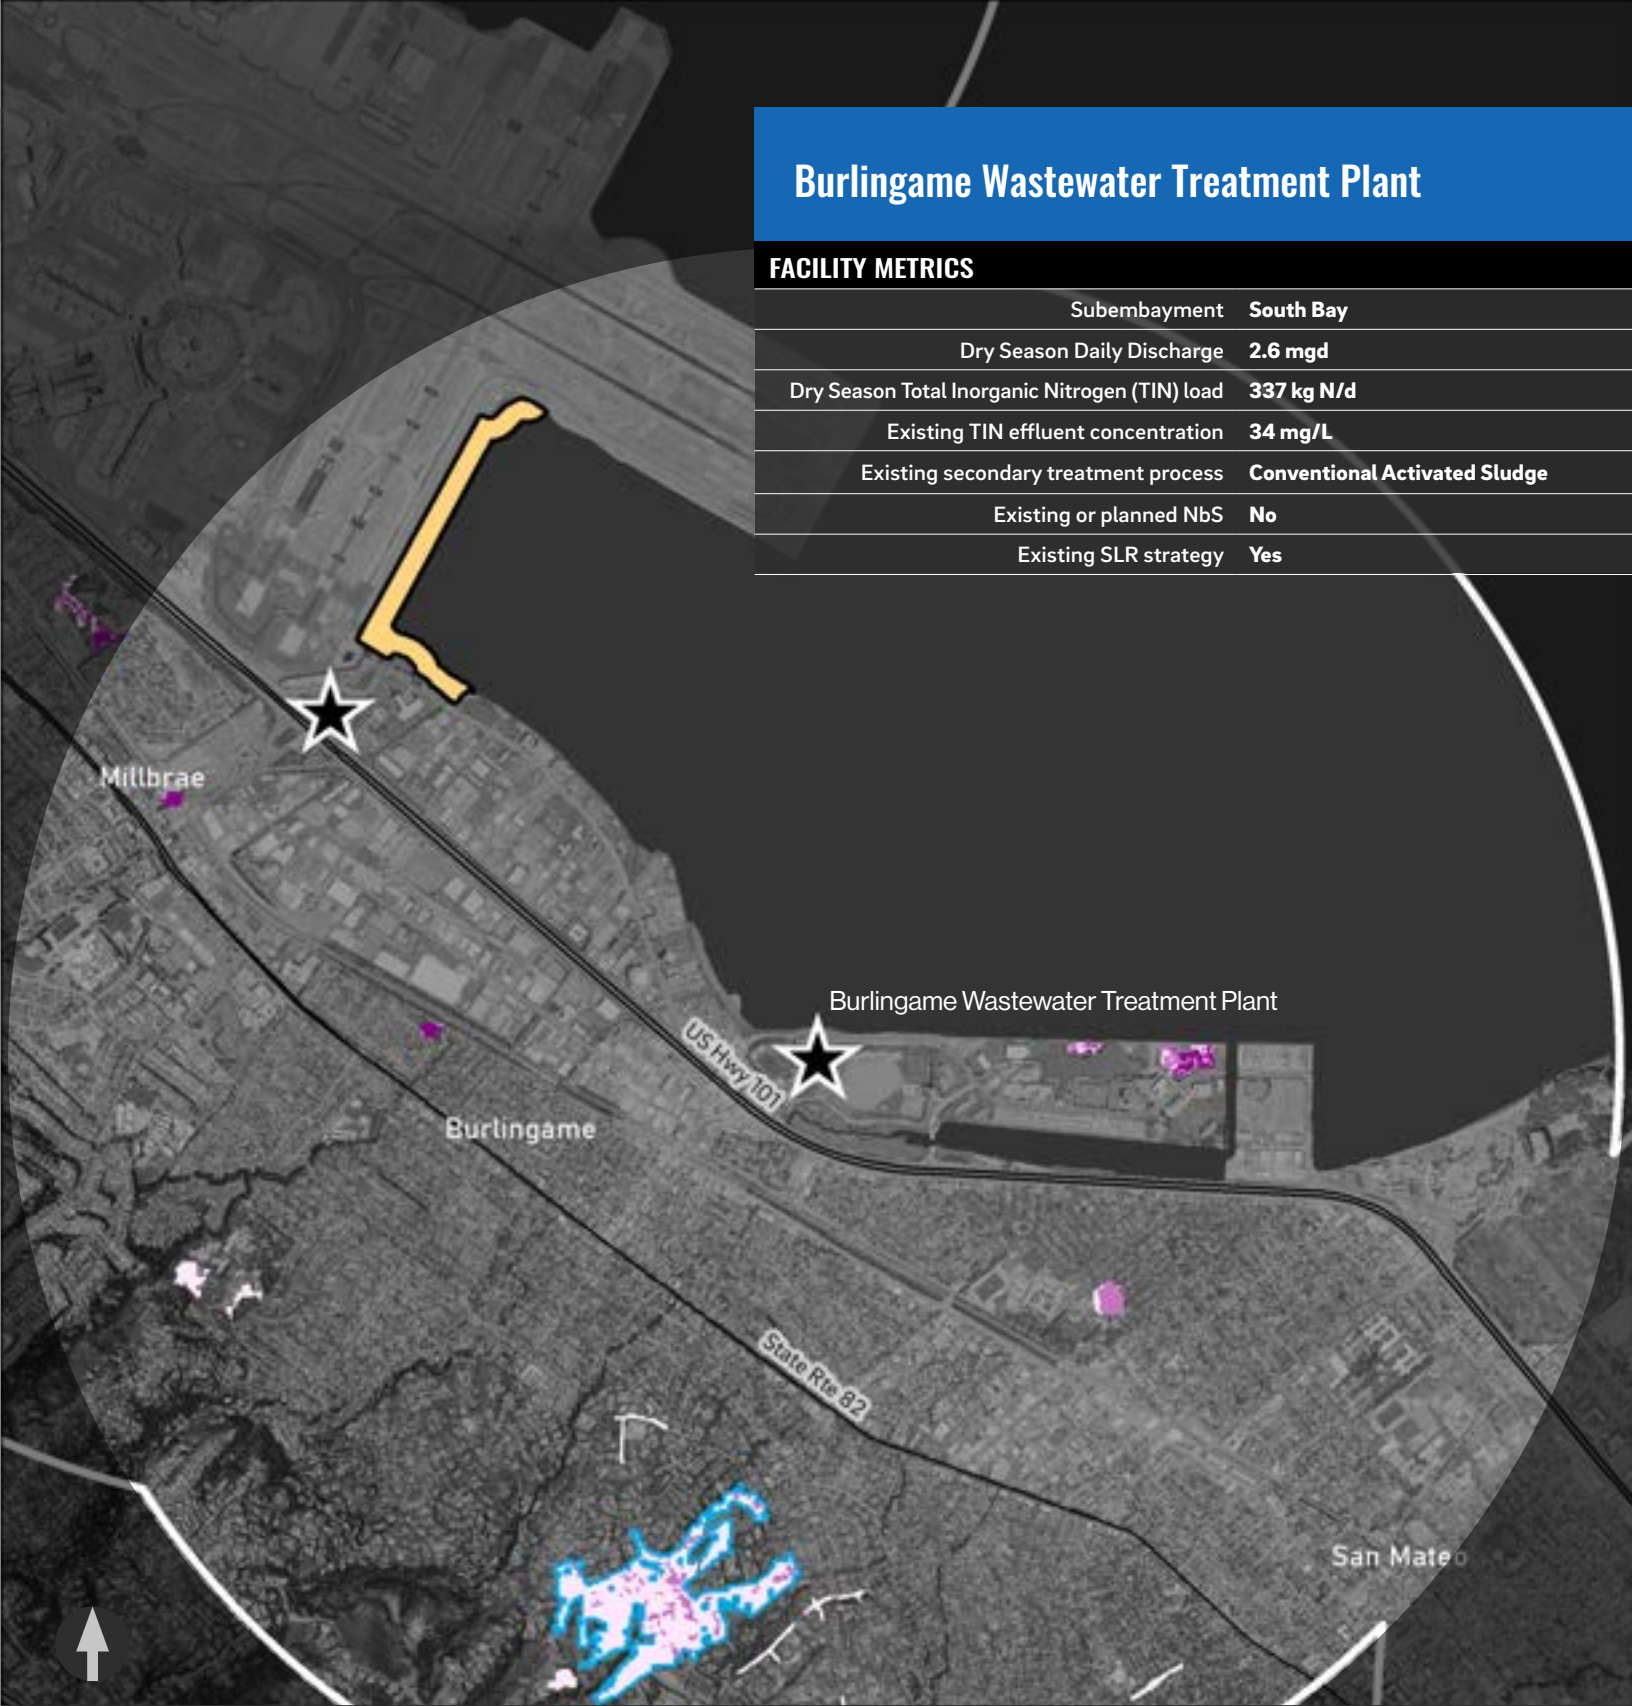 Burlingame Wastewater Treatment Plant
FACILITY METRICS
Subembayment South Bay
Dry Season Daily Discharge 2.6 mgd
Dry Season Total Inorganic Nitrogen (TIN) load 337 kg N/d
Existing TIN effluent concentration 34 mg/L
Existing secondary treatment process Conventional Activated Sludge
Existing or planned NbS No
Existing SLR strategy Yes
Millbrae
Burlingame Wastewater Treatment Plant
US Hwy 101
Burlingame
State Rte 82
San Mateo